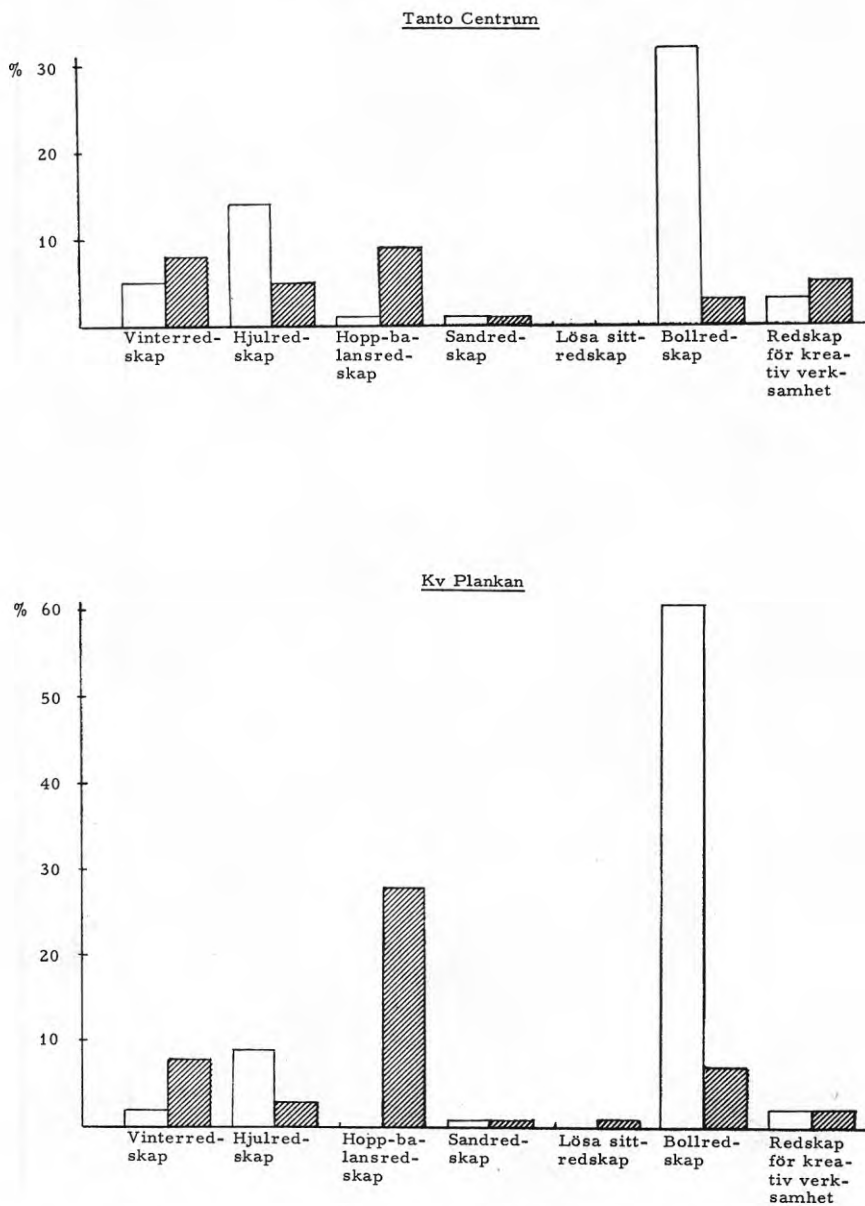 Tanto Centrum
% 30
20
10
Vinterred-
skap
Hjulred-
skap
Hopp-ba-
lansred-
skap
Sandred-
skap
Lösa sitt-
redskap
Bollred-
skap
Redskap
för krea-
tiv verk-
samhet
Kv Plankan
% 60
50
40
30
20
10
Vinterred-
skap
Hjulred-
skap
Hopp-ba-
lansred-
skap
Sandred-
skap
Lösa sitt-
redskap
Bollred-
skap
Redskap
för krea-
tiv verk-
samhet